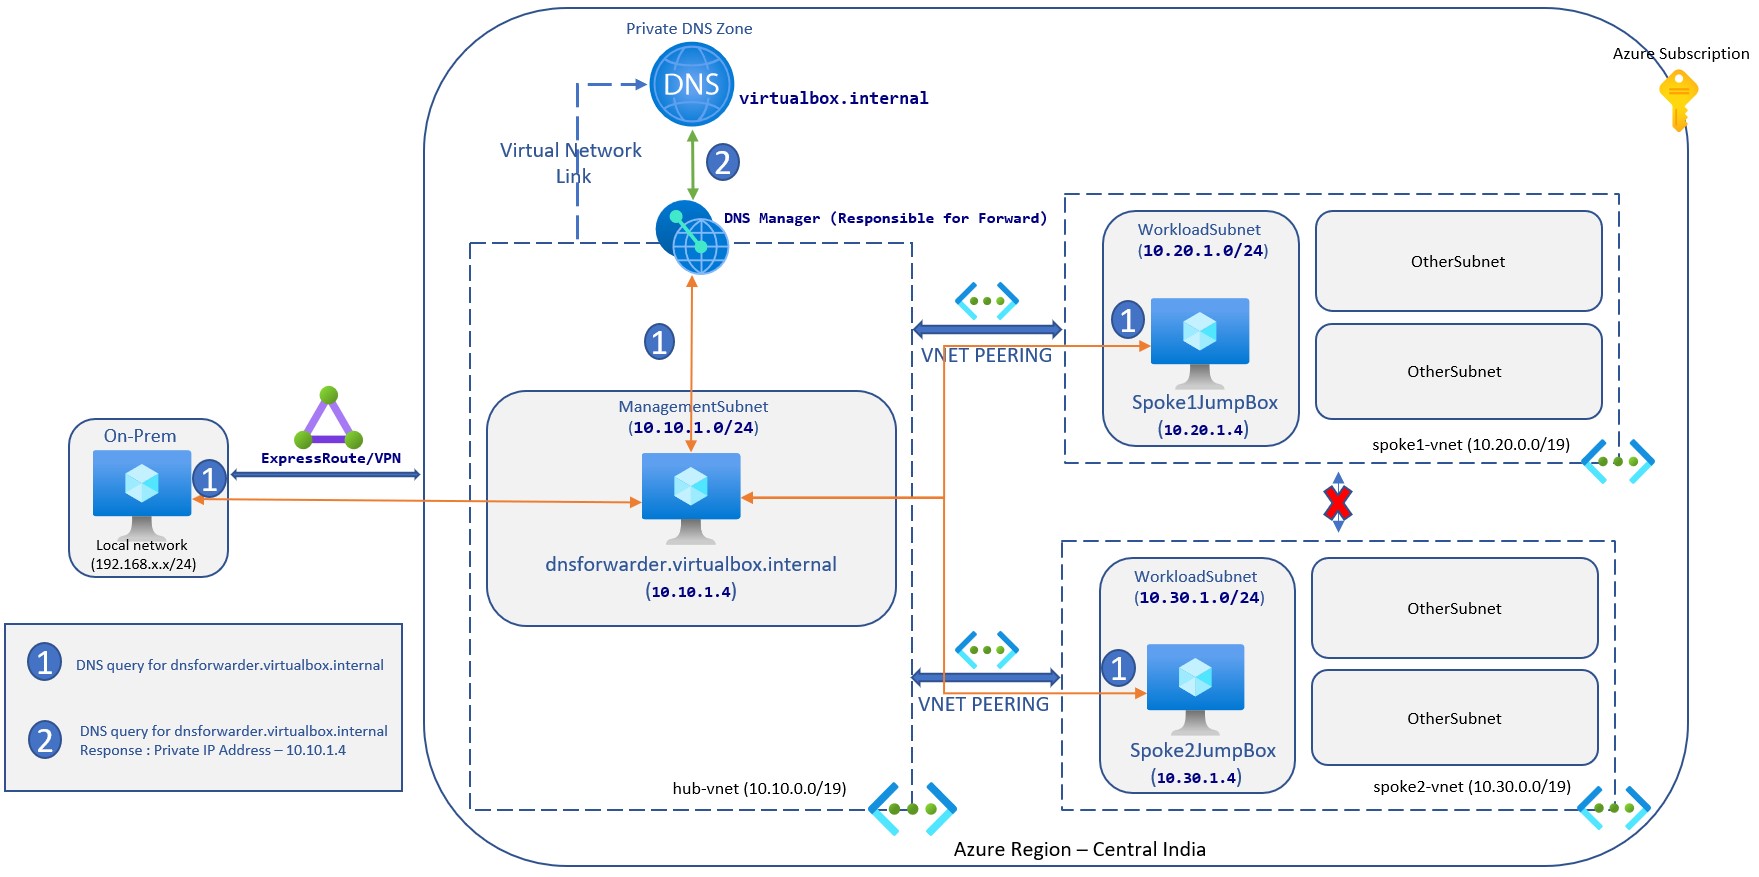 Private DNS Zone
DNS
virtualbox.internal
Azure Subscription
Virtual Network
Link
2
DNS Manager (Responsible for Forward)
1
ManagementSubnet
(10.10.1.0/24)
dnsforwarder.virtualbox.internal
(10.10.1.4)
hub-vnet (10.10.0.0/19)
On-Prem
1
Local network
(192.168.x.x/24)
ExpressRoute/VPN
VNET PEERING
WorkloadSubnet
(10.20.1.0/24)
1
Spoke1JumpBox
(10.20.1.4)
OtherSubnet
OtherSubnet
spoke1-vnet (10.20.0.0/19)
VNET PEERING
WorkloadSubnet
(10.30.1.0/24)
1
Spoke2JumpBox
(10.30.1.4)
OtherSubnet
OtherSubnet
spoke2-vnet (10.30.0.0/19)
1
DNS query for dnsforwarder.virtualbox.internal
2
DNS query for dnsforwarder.virtualbox.internal
Response : Private IP Address – 10.10.1.4
Azure Region – Central India